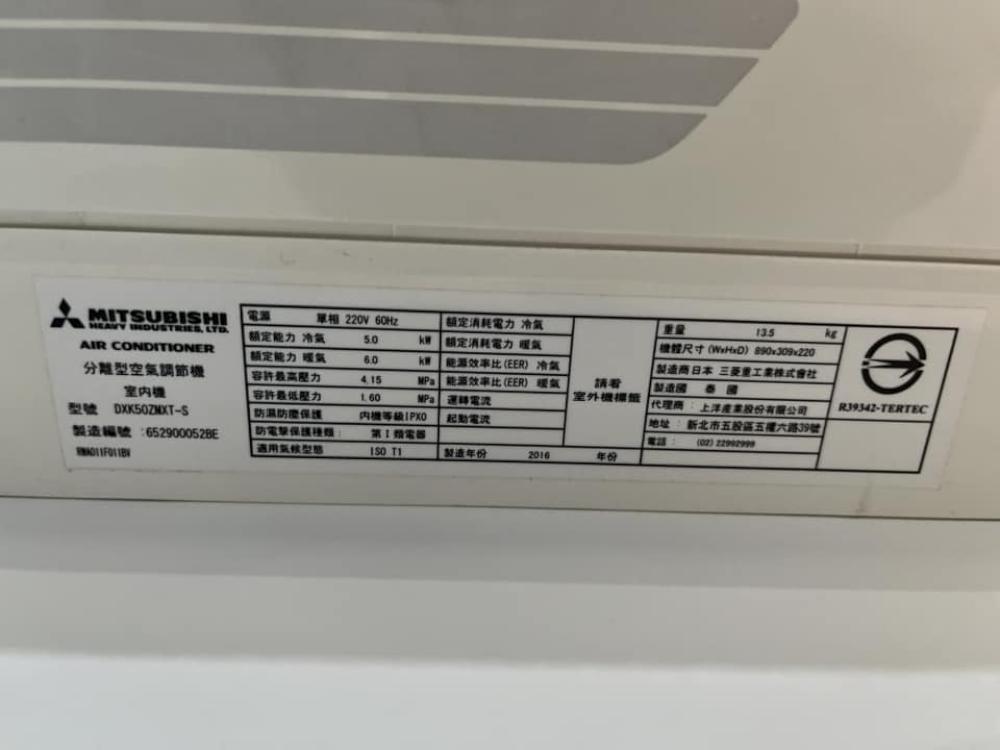 MITSUBISHI
HEAVY INDUSTRIES, LTD.
AIR CONDITIONER
分離型空氣調節機
室內機
型號 DXK50ZMXT-S
製造編號 :652900052BE
RWA011F011BV
電源 單相 220V 60Hz
額定能力 冷氣 5.0 kW
額定能力 暖氣 6.0 kW
容許最高壓力 4.15 MPa
容許最低壓力 1.60 MPa
防濕防塵保護 內機等級IPX0
防電擊保護種類: 第I類電器
適用氣候型態 ISO T1
額定消耗電力 冷氣
額定消耗電力 暖氣
能源效率比(EER) 冷氣
能源效率比(EER) 暖氣
運轉電流
起動電流
製造年份 2016 年份
請看
室外機標籤
重量 13.5 kg
機體尺寸(WxHxD) 890x309x220
製造商 日本 三菱重工業株式會社
製造國 泰國
代理商 : 上洋產業股份有限公司
地址 : 新北市五股區五權六路39號
電話 : (02) 22992999
R39342-TERTEC